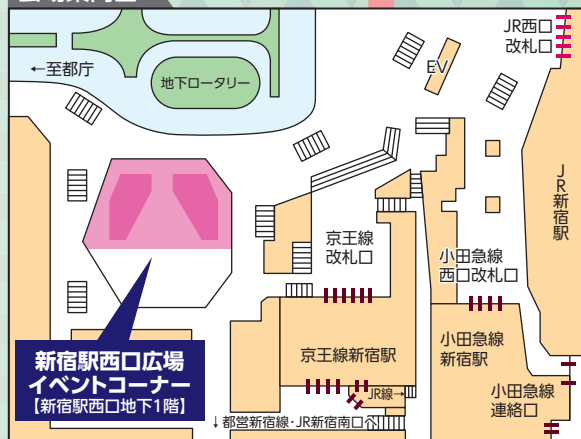 JR西口
改札口
EV
←至都庁
地下ロータリー
JR新宿駅
京王線
改札口
小田急線
西口改札口
新宿駅西口広場
イベントコーナー
【新宿駅西口地下1階】
京王線新宿駅
小田急線
新宿駅
JR線→
小田急線
連絡口
↓都営新宿線・JR新宿南口へ